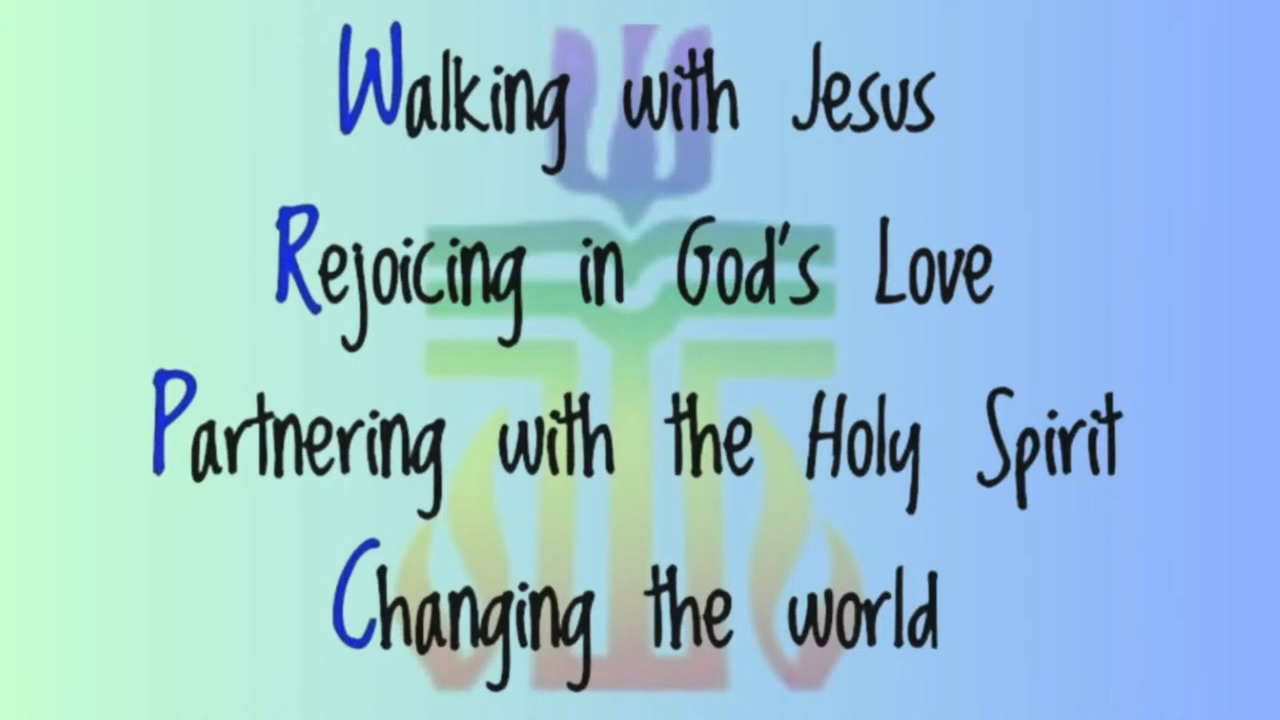 Walking with Jesus
Rejoicing in God's Love
Partnering with the Holy Spirit
Changing the world